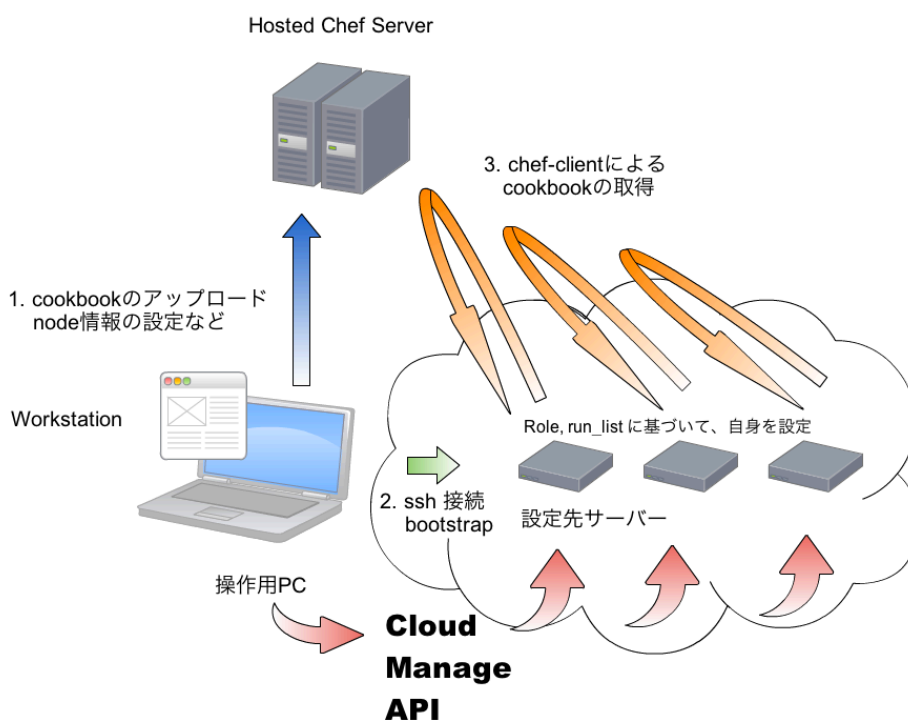 Hosted Chef Server
3. chef-clientによる
cookbookの取得
1. cookbookのアップロード
node情報の設定など
Workstation
Role, run_list に基づいて、自身を設定
2. ssh 接続
bootstrap
設定先サーバー
操作用PC
Cloud
Manage
API